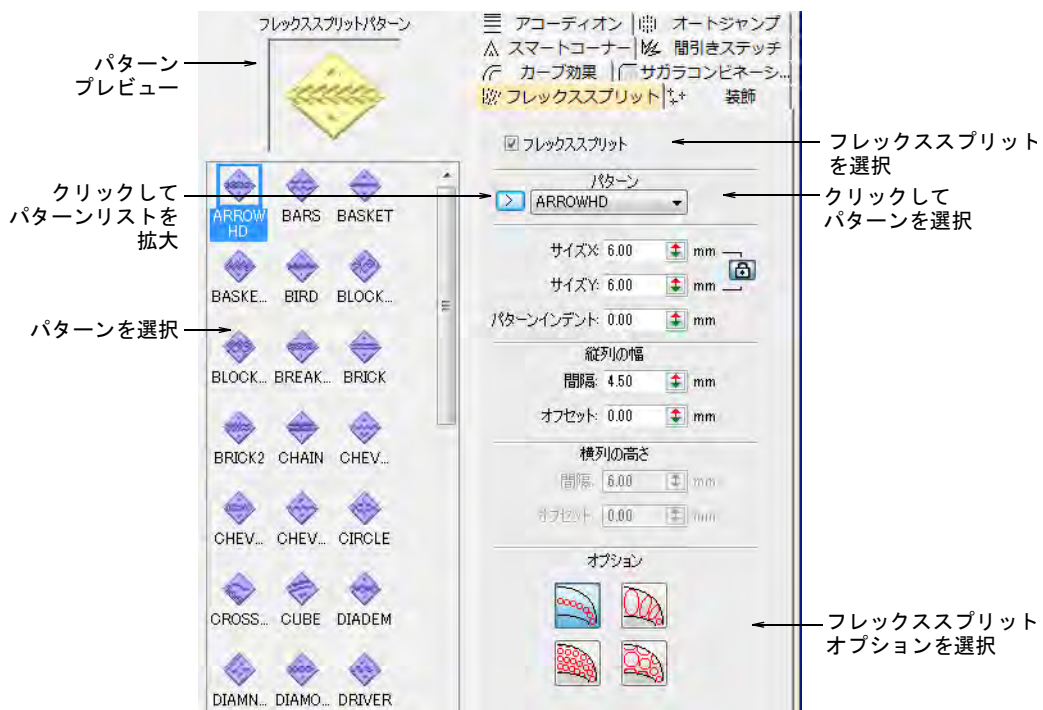 フレックススプリットパターン
パターン
プレビュー
クリックして
パターンリストを
拡大
パターンを選択
ARROW
HD
BARS
BASKET
BASKE...
BIRD
BLOCK...
BLOCK...
BREAK...
BRICK
BRICK2
CHAIN
CHEV...
CHEV...
CHEV...
CIRCLE
CROSS...
CUBE
DIADEM
DIAMN...
DIAMO...
DRIVER
アコーディオン
オートジャンプ
スマートコーナー
間引きステッチ
カーブ効果
サガラコンビネーシ...
フレックススプリット
装飾
フレックススプリット
フレックススプリット
を選択
パターン
> ARROWHD
クリックして
パターンを選択
サイズX: 6.00 mm
サイズY: 6.00 mm
パターンインデント: 0.00 mm
縦列の幅
間隔: 4.50 mm
オフセット: 0.00 mm
横列の高さ
間隔: 6.00 mm
オフセット: 0.00 mm
オプション
フレックススプリット
オプションを選択